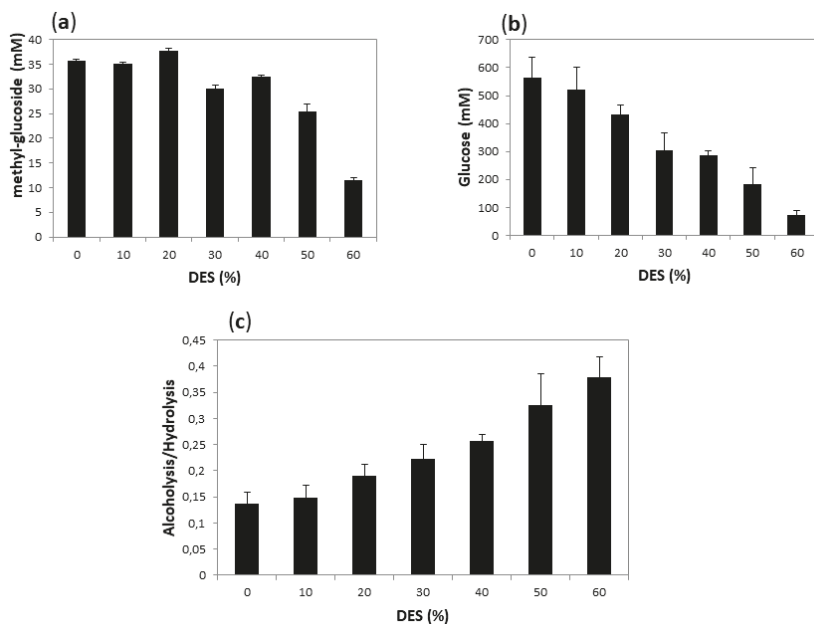 (a)
methyl-glucoside (mM)
40
35
30
25
20
15
10
5
0
0 10 20 30 40 50 60
DES (%)
(b)
Glucose (mM)
700
600
500
400
300
200
100
0
0 10 20 30 40 50 60
DES (%)
(c)
Alcoholysis/Hydrolysis
0,45
0,4
0,35
0,3
0,25
0,2
0,15
0,1
0,05
0
0 10 20 30 40 50 60
DES (%)